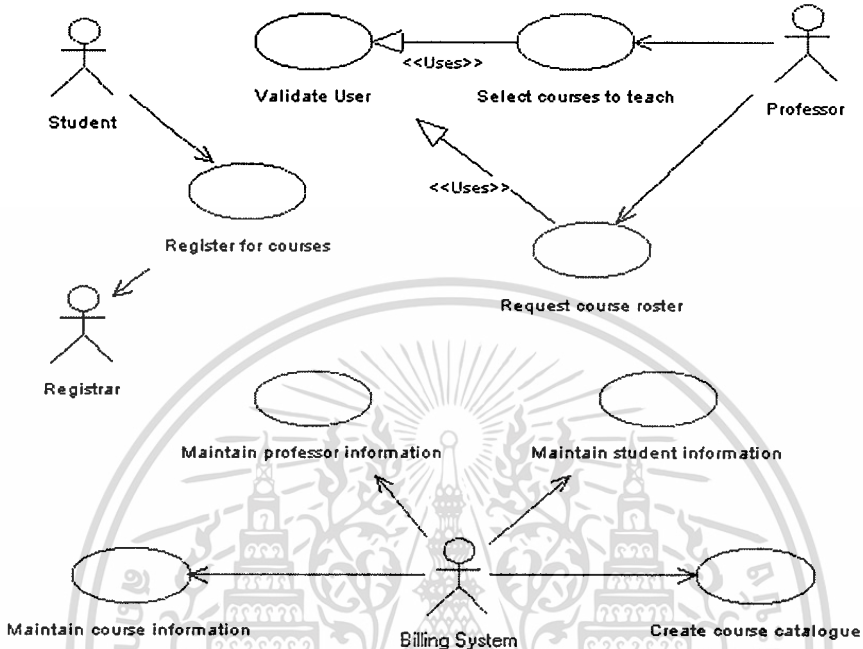 <<Uses>>
Validate User
Select courses to teach
Student
Professor
<<Uses>>
Register for courses
Request course roster
Registrar
Maintain professor information
Maintain student information
Maintain course information
Billing System
Create course catalogue